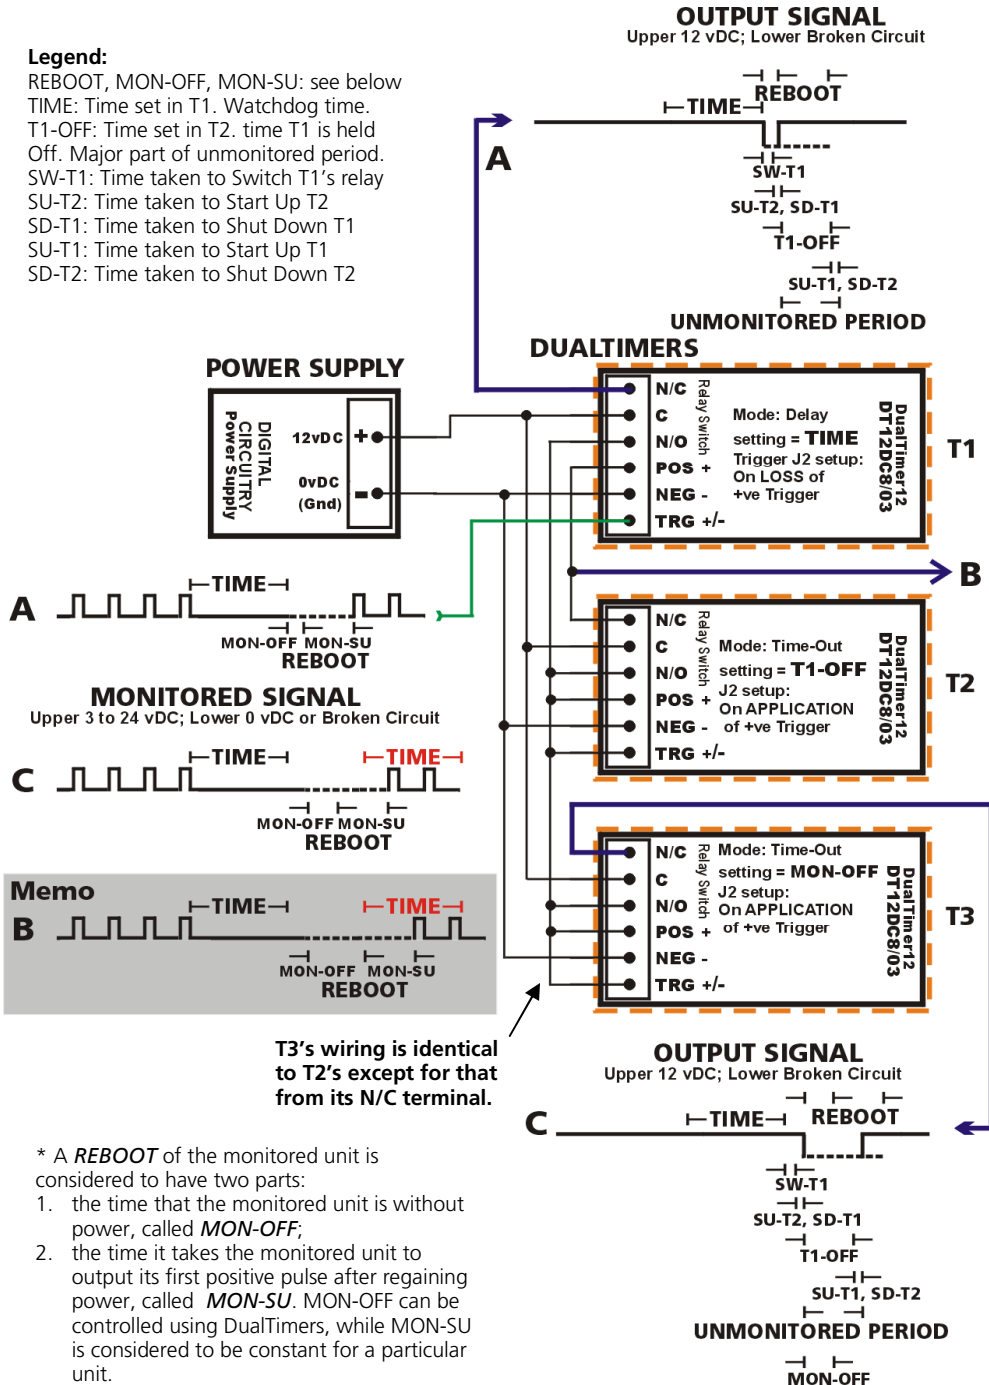 OUTPUT SIGNAL
Upper 12 vDC; Lower Broken Circuit
Legend:
REBOOT, MON-OFF, MON-SU: see below
TIME: Time set in T1. Watchdog time.
T1-OFF: Time set in T2. time T1 is held
Off. Major part of unmonitored period.
SW-T1: Time taken to Switch T1's relay
SU-T2: Time taken to Start Up T2
SD-T1: Time taken to Shut Down T1
SU-T1: Time taken to Start Up T1
SD-T2: Time taken to Shut Down T2
REBOOT
TIME
A
SW-T1
SU-T2, SD-T1
T1-OFF
SU-T1, SD-T2
UNMONITORED PERIOD
DUALTIMERS
POWER SUPPLY
DIGITAL
CIRCUITRY
Power Supply
12vDC +
0vDC -
(Gnd)
N/C
C
N/O
POS +
NEG -
TRG +/-
Relay Switch
Mode: Delay
setting = TIME
Trigger J2 setup:
On LOSS of
+ve Trigger
DualTimer12
DT12DC8/03
T1
B
A
TIME
MON-OFF MON-SU
REBOOT
MONITORED SIGNAL
Upper 3 to 24 vDC; Lower 0 vDC or Broken Circuit
N/C
C
N/O
POS +
NEG -
TRG +/-
Relay Switch
Mode: Time-Out
setting = T1-OFF
J2 setup:
On APPLICATION
of +ve Trigger
DualTimer12
DT12DC8/03
T2
C
TIME
TIME
MON-OFF MON-SU
REBOOT
Memo
B
TIME
TIME
MON-OFF MON-SU
REBOOT
N/C
C
N/O
POS +
NEG -
TRG +/-
Relay Switch
Mode: Time-Out
setting = MON-OFF
J2 setup:
On APPLICATION
of +ve Trigger
DualTimer12
DT12DC8/03
T3
T3's wiring is identical
to T2's except for that
from its N/C terminal.
OUTPUT SIGNAL
Upper 12 vDC; Lower Broken Circuit
C
TIME
REBOOT
SW-T1
SU-T2, SD-T1
T1-OFF
SU-T1, SD-T2
UNMONITORED PERIOD
MON-OFF
* A REBOOT of the monitored unit is
considered to have two parts:
1. the time that the monitored unit is without
power, called MON-OFF;
2. the time it takes the monitored unit to
output its first positive pulse after regaining
power, called MON-SU. MON-OFF can be
controlled using DualTimers, while MON-SU
is considered to be constant for a particular
unit.